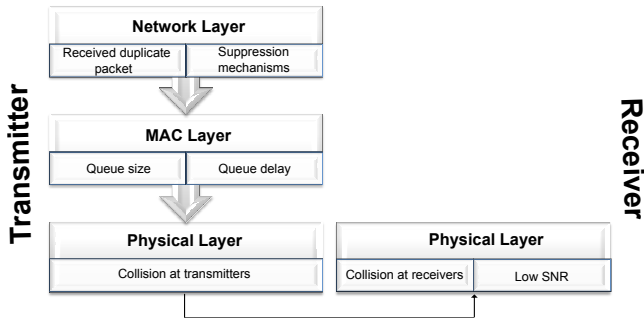 Transmitter
Network Layer
Received duplicate
packet
Suppression
mechanisms
MAC Layer
Queue size
Queue delay
Physical Layer
Collision at transmitters
Receiver
Physical Layer
Collision at receivers
Low SNR